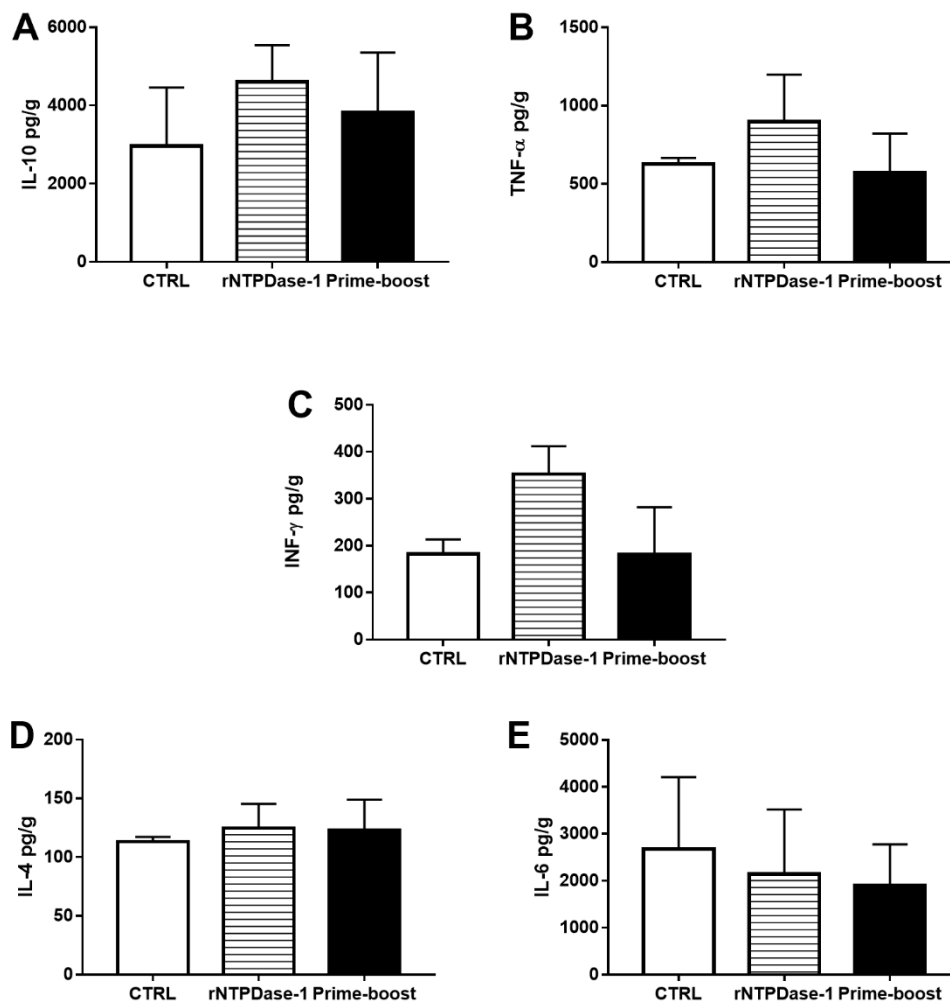 A
IL-10 pg/g
6000
4000
2000
0
CTRL rNTPDase-1 Prime-boost
B
TNF-α pg/g
1500
1000
500
0
CTRL rNTPDase-1 Prime-boost
C
INF-γ pg/g
500
400
300
200
100
0
CTRL rNTPDase-1 Prime-boost
D
IL-4 pg/g
200
150
100
50
0
CTRL rNTPDase-1 Prime-boost
E
IL-6 pg/g
5000
4000
3000
2000
1000
0
CTRL rNTPDase-1 Prime-boost